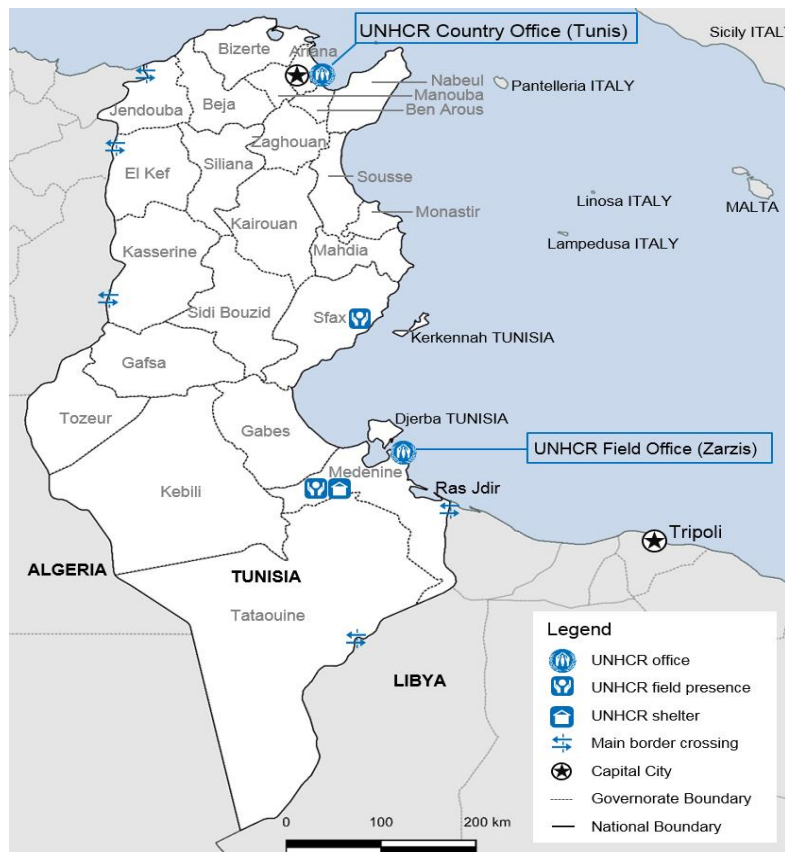 UNHCR Country Office (Tunis)
Sicily ITALY
Bizerte
Ariana
Nabeul
Pantelleria ITALY
Manouba
Beja
Jendouba
Ben Arous
Zaghouan
Siliana
El Kef
Sousse
Linosa ITALY
MALTA
Kairouan
Monastir
Lampedusa ITALY
Kasserine
Mahdia
Sidi Bouzid
Sfax
Kerkennah TUNISIA
Gafsa
Tozeur
Djerba TUNISIA
Gabes
UNHCR Field Office (Zarzis)
Medenine
Kebili
Ras Jdir
Tripoli
ALGERIA
TUNISIA
Tataouine
LIBYA
Legend
UNHCR office
UNHCR field presence
UNHCR shelter
Main border crossing
Capital City
Governorate Boundary
National Boundary
0 100 200 km